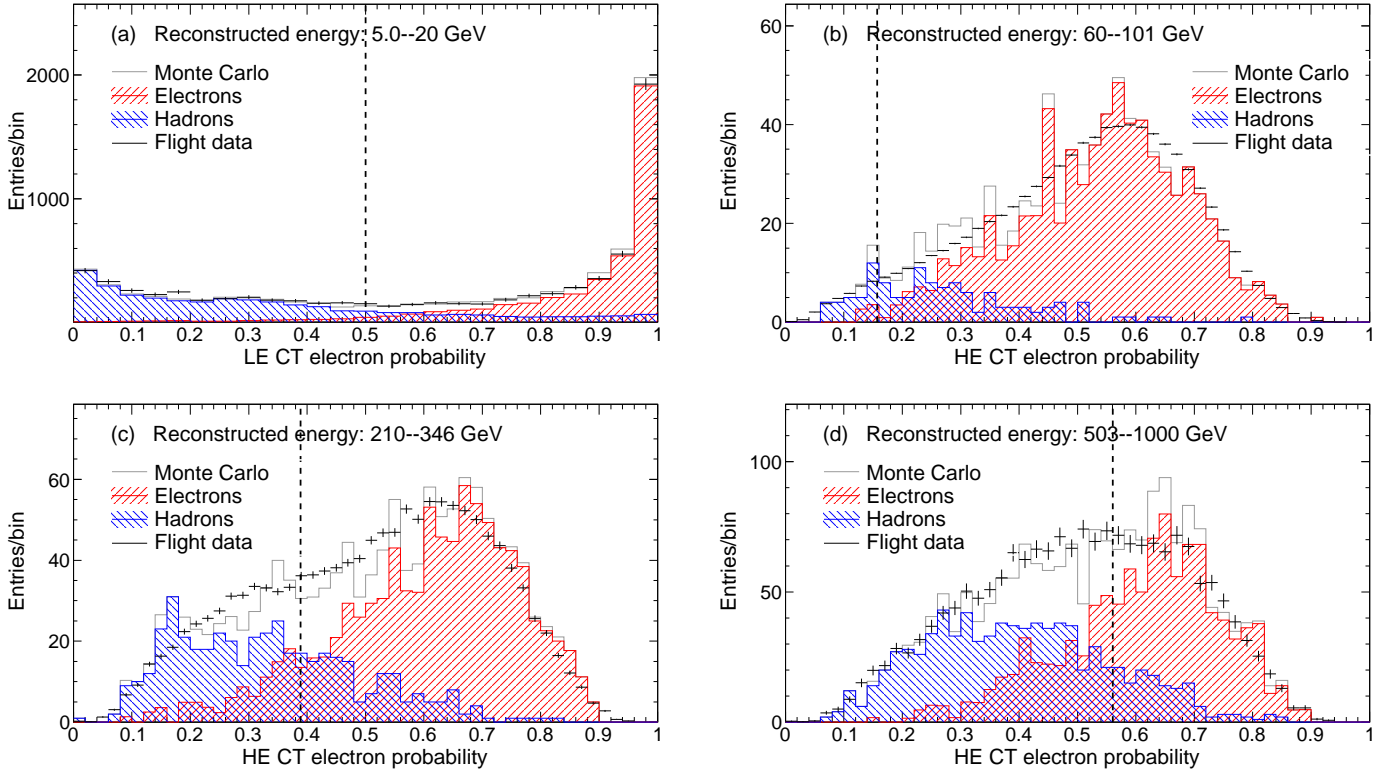 (a) Reconstructed energy: 5.0--20 GeV
Monte Carlo
Electrons
Hadrons
Flight data
Entries/bin
2000
1000
0 0.1 0.2 0.3 0.4 0.5 0.6 0.7 0.8 0.9 1
LE CT electron probability
(b) Reconstructed energy: 60--101 GeV
Monte Carlo
Electrons
Hadrons
Flight data
Entries/bin
60
40
20
0
0 0.1 0.2 0.3 0.4 0.5 0.6 0.7 0.8 0.9 1
HE CT electron probability
(c) Reconstructed energy: 210--346 GeV
Monte Carlo
Electrons
Hadrons
Flight data
Entries/bin
60
40
20
0
0 0.1 0.2 0.3 0.4 0.5 0.6 0.7 0.8 0.9 1
HE CT electron probability
(d) Reconstructed energy: 503--1000 GeV
Monte Carlo
Electrons
Hadrons
Flight data
Entries/bin
100
50
0
0 0.1 0.2 0.3 0.4 0.5 0.6 0.7 0.8 0.9 1
HE CT electron probability